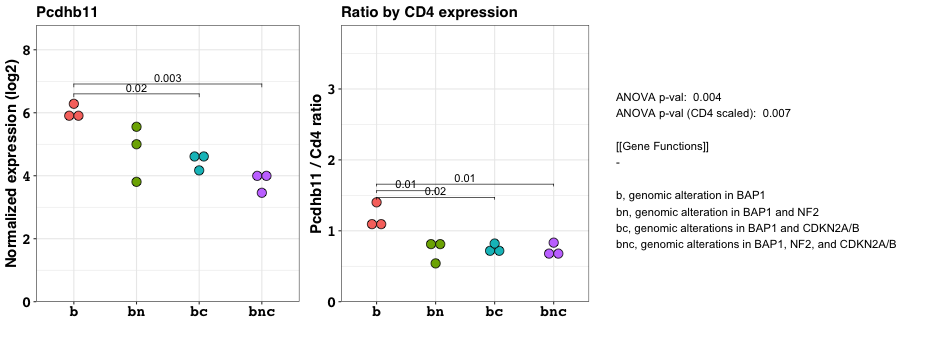 Pcdhb11
Normalized expression (log2)
8
6
4
2
0
0.003
0.02
b
bn
bc
bnc
Ratio by CD4 expression
Pcdhb11 / Cd4 ratio
3
2
1
0
0.01
0.01
0.02
b
bn
bc
bnc
ANOVA p-val:  0.004
ANOVA p-val (CD4 scaled):  0.007
[[Gene Functions]]
-
b, genomic alteration in BAP1
bn, genomic alteration in BAP1 and NF2
bc, genomic alterations in BAP1 and CDKN2A/B
bnc, genomic alterations in BAP1, NF2, and CDKN2A/B